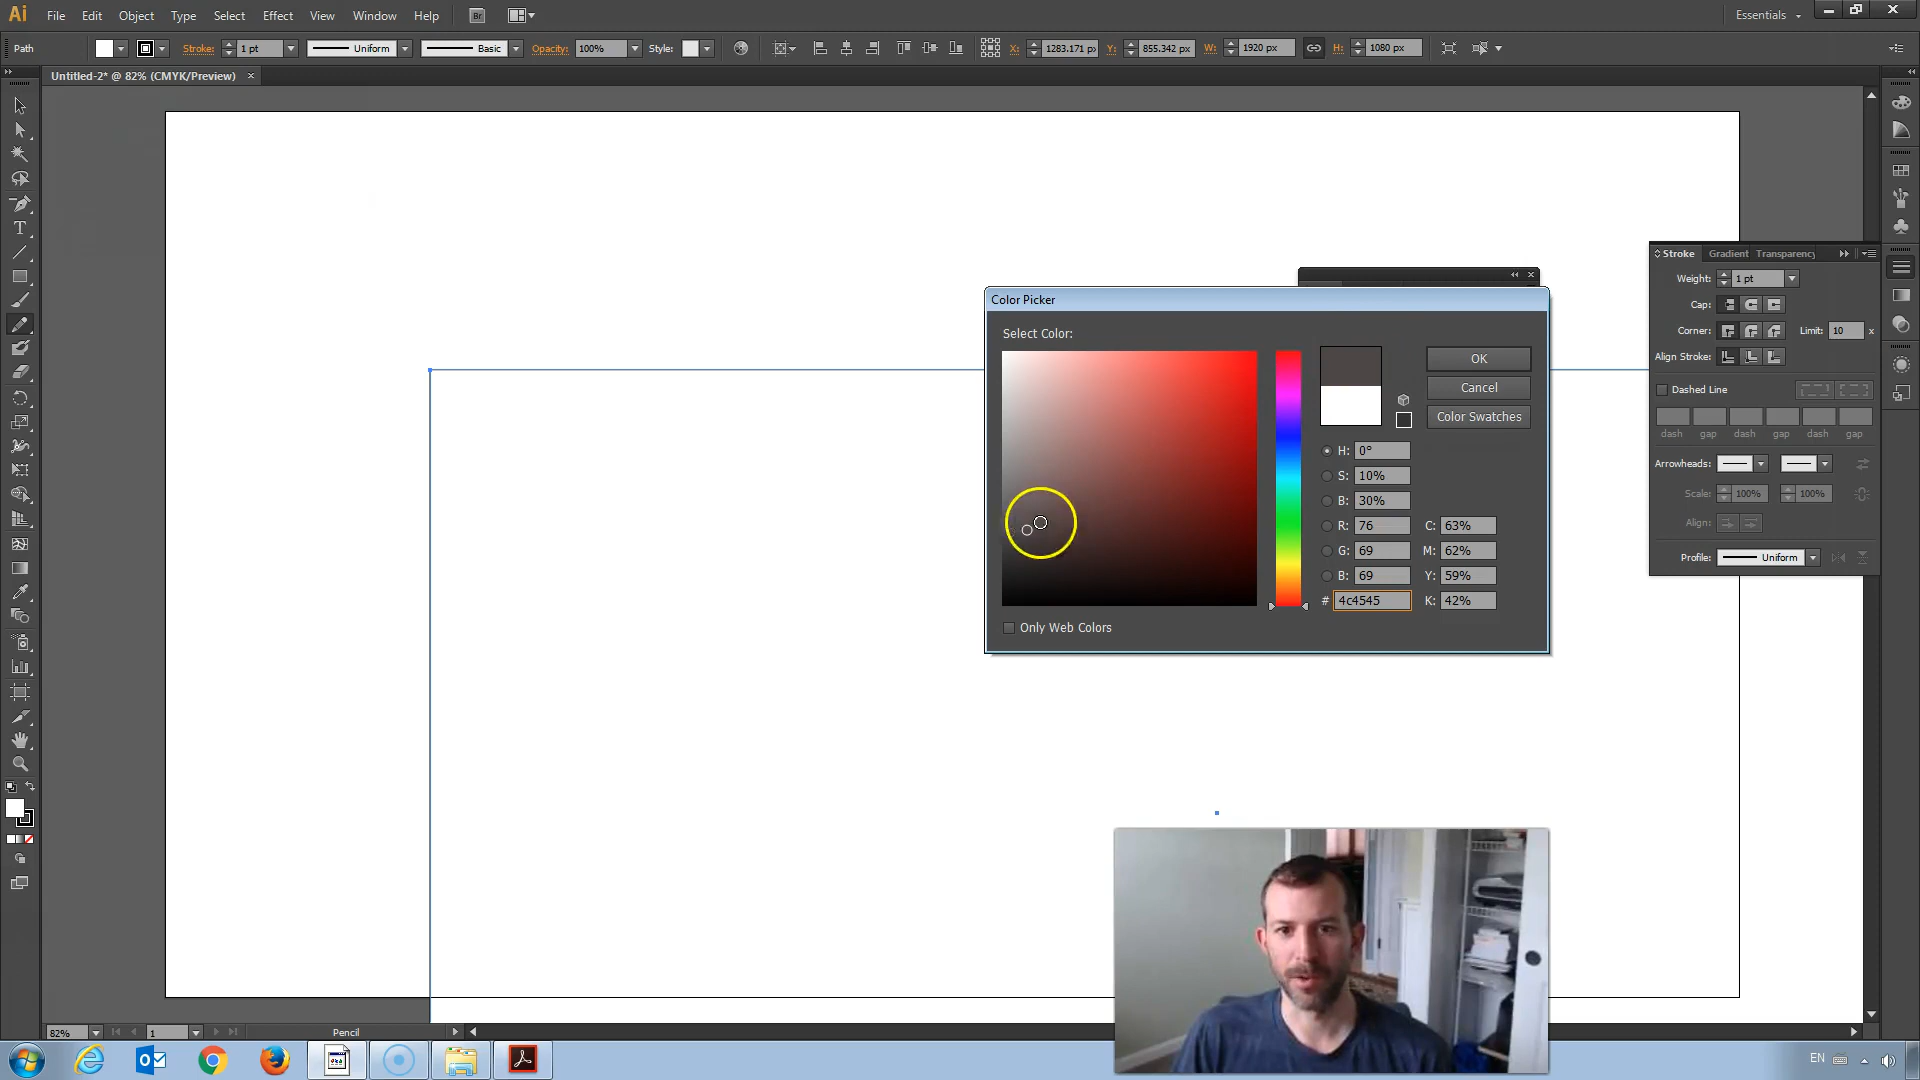 Ai File Edit Object Type Select Effect View Window Help Br Essentials
Path Stroke: 1 pt Uniform Basic Opacity: 100% Style: X: 1283.171 px Y: 855.342 px W: 1920 px H: 1080 px
Untitled-2* @ 82% (CMYK/Preview) ×
Color Picker
Select Color:
OK
Cancel
Color Swatches
H: 0°
S: 10%
B: 30%
R: 76 C: 63%
G: 69 M: 62%
B: 69 Y: 59%
# 4c4545 K: 42%
Only Web Colors
Stroke Gradient Transparency
Weight: 1 pt
Cap:
Corner: Limit: 10 x
Align Stroke:
Dashed Line
dash gap dash gap dash gap
Arrowheads:
Scale: 100% 100%
Align:
Profile: Uniform
82% 1 Pencil
EN